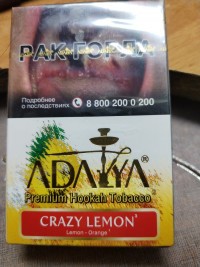 РАК ГОРЛА
Подробнее
о последствиях
8 800 200 0 200
ADALYA®
Premium Hookah Tobacco
CRAZY LEMON
Lemon - Orange